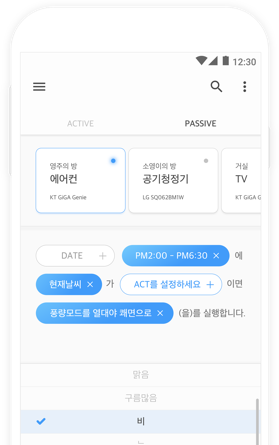 12:30
ACTIVE PASSIVE
영주의 방 소영이의 방 거실
에어컨 공기청정기 TV
KT GiGA Genie LG SQ0628M1W KT GiGA G
DATE + PM2:00 - PM6:30 × 에
현재날씨 × 가 ACT를 설정하세요 + 이면
풍량모드를 열대야 쾌면으로 × (을)를 실행합니다.
맑음
구름많음
비
눈